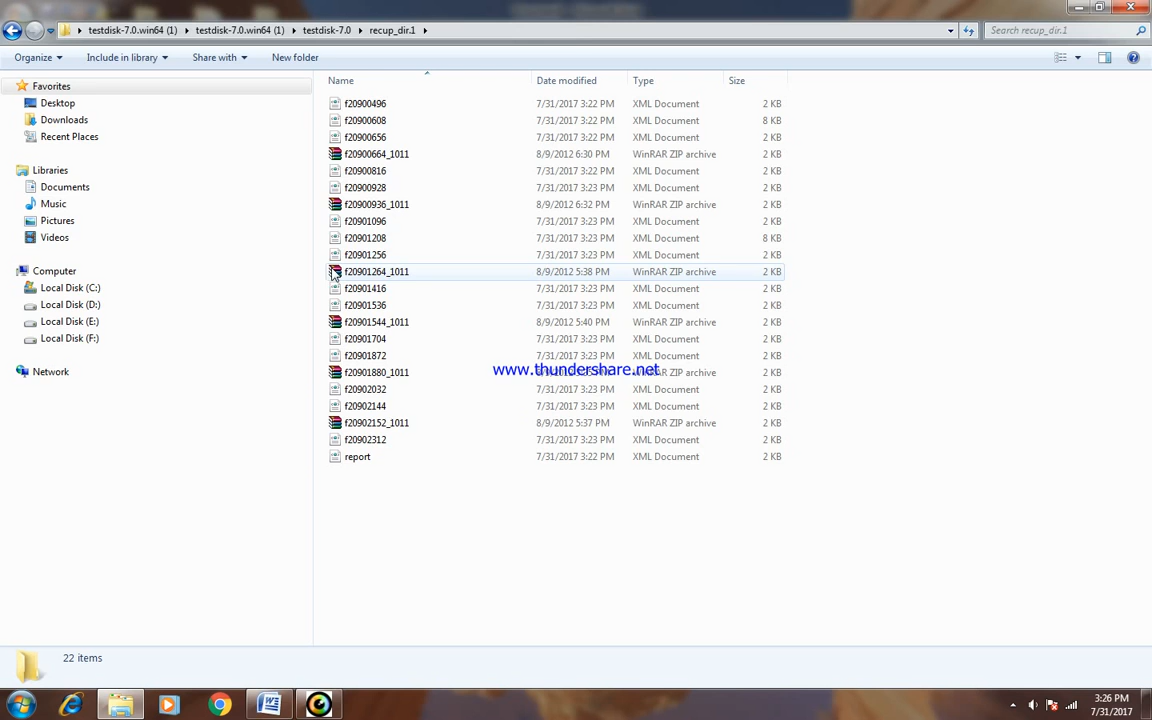 testdisk-7.0.win64 (1) testdisk-7.0.win64 (1) testdisk-7.0 recup_dir.1 Search recup_dir.1
Organize Include in library Share with New folder
Name Date modified Type Size
Favorites
Desktop
Downloads
Recent Places
Libraries
Documents
Music
Pictures
Videos
Computer
Local Disk (C:)
Local Disk (D:)
Local Disk (E:)
Local Disk (F:)
Network
f20900496 7/31/2017 3:22 PM XML Document 2 KB
f20900608 7/31/2017 3:22 PM XML Document 8 KB
f20900656 7/31/2017 3:22 PM XML Document 2 KB
f20900664_1011 8/9/2012 6:30 PM WinRAR ZIP archive 2 KB
f20900816 7/31/2017 3:22 PM XML Document 2 KB
f20900928 7/31/2017 3:23 PM XML Document 2 KB
f20900936_1011 8/9/2012 6:32 PM WinRAR ZIP archive 2 KB
f20901096 7/31/2017 3:23 PM XML Document 2 KB
f20901208 7/31/2017 3:23 PM XML Document 8 KB
f20901256 7/31/2017 3:23 PM XML Document 2 KB
f20901264_1011 8/9/2012 5:38 PM WinRAR ZIP archive 2 KB
f20901416 7/31/2017 3:23 PM XML Document 2 KB
f20901536 7/31/2017 3:23 PM XML Document 2 KB
f20901544_1011 8/9/2012 5:40 PM WinRAR ZIP archive 2 KB
f20901704 7/31/2017 3:23 PM XML Document 2 KB
f20901872 7/31/2017 3:23 PM XML Document 2 KB
www.thundershare.net
f20901880_1011 PM WinRAR ZIP archive 2 KB
f20902032 7/31/2017 3:23 PM XML Document 2 KB
f20902144 7/31/2017 3:23 PM XML Document 2 KB
f20902152_1011 8/9/2012 5:37 PM WinRAR ZIP archive 2 KB
f20902312 7/31/2017 3:23 PM XML Document 2 KB
report 7/31/2017 3:22 PM XML Document 2 KB
22 items
3:26 PM
7/31/2017